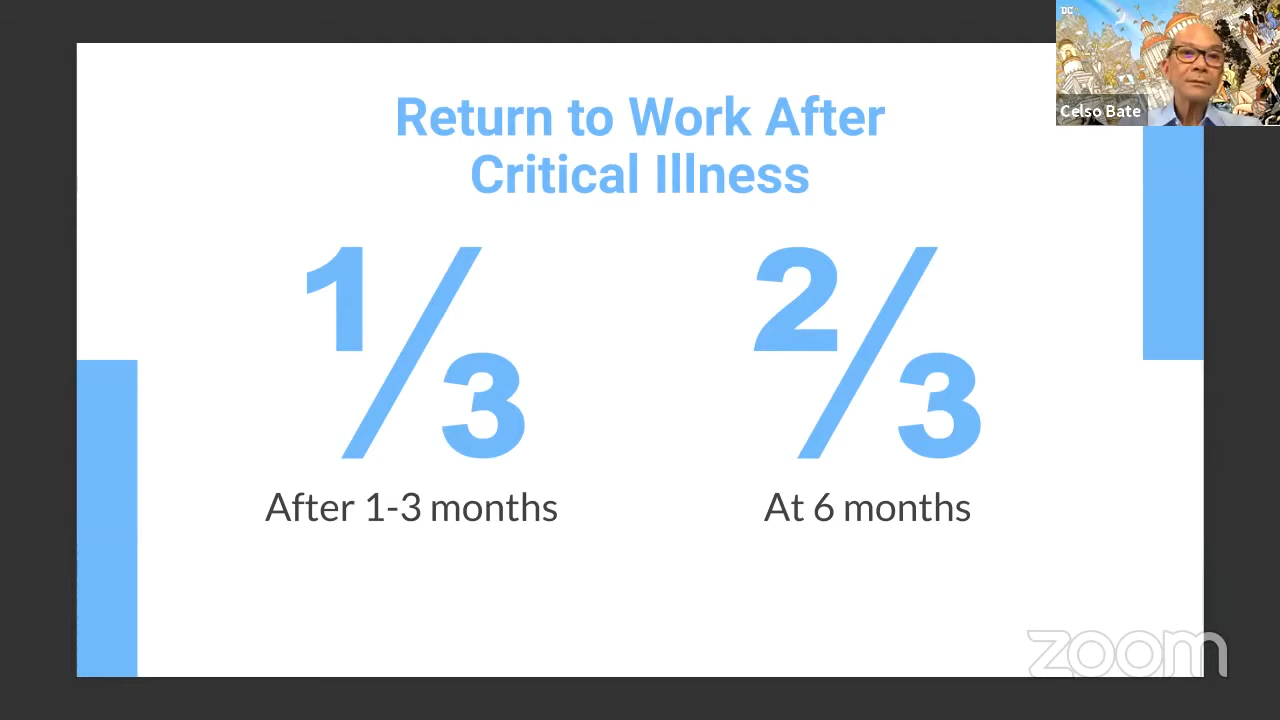 DC
Celso Bate
Return to Work After
Critical Illness
⅓
⅔
After 1-3 months
At 6 months
zoom